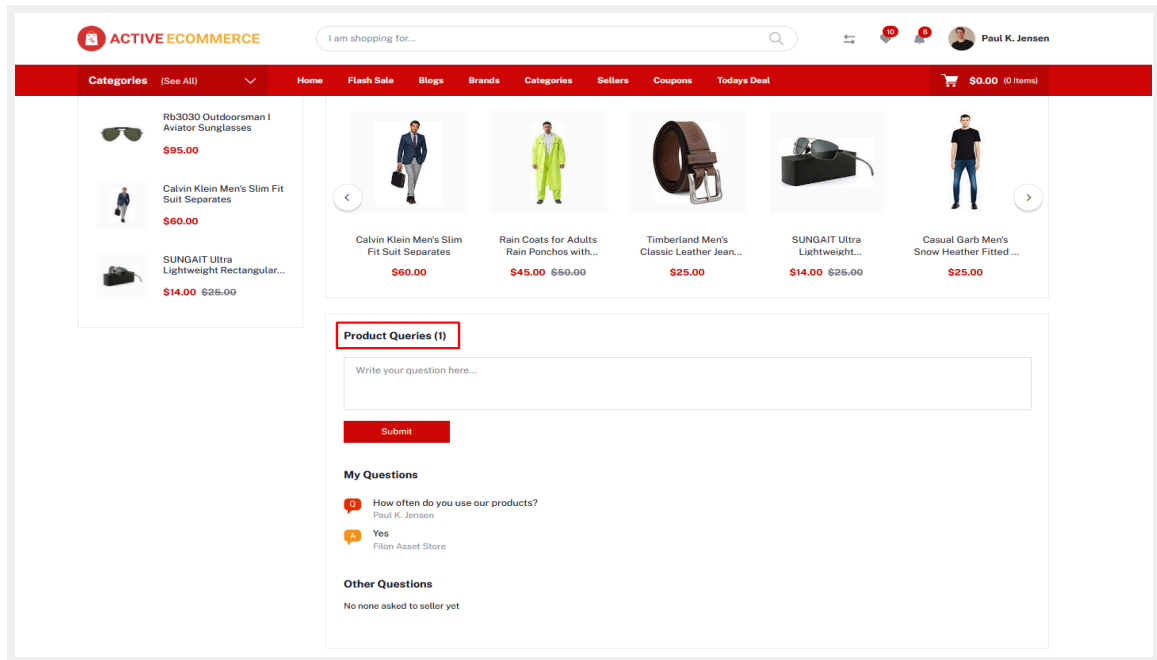 ACTIVE ECOMMERCE
I am shopping for...
10
6
Paul K. Jensen
Categories (See All)
Home Flash Sale Blogs Brands Categories Sellers Coupons Todays Deal
$0.00 (0 Items)
Rb3030 Outdoorsman I
Aviator Sunglasses
$95.00
Calvin Klein Men's Slim Fit
Suit Separates
$60.00
SUNGAIT Ultra
Lightweight Rectangular...
$14.00 $25.00
Calvin Klein Men's Slim
Fit Suit Separates
$60.00
Rain Coats for Adults
Rain Ponchos with...
$45.00 $50.00
Timberland Men's
Classic Leather Jean...
$25.00
SUNGAIT Ultra
Lightweight...
$14.00 $25.00
Casual Garb Men's
Snow Heather Fitted ...
$25.00
Product Queries (1)
Write your question here...
Submit
My Questions
Q
How often do you use our products?
Paul K. Jensen
A
Yes
Filon Asset Store
Other Questions
No none asked to seller yet